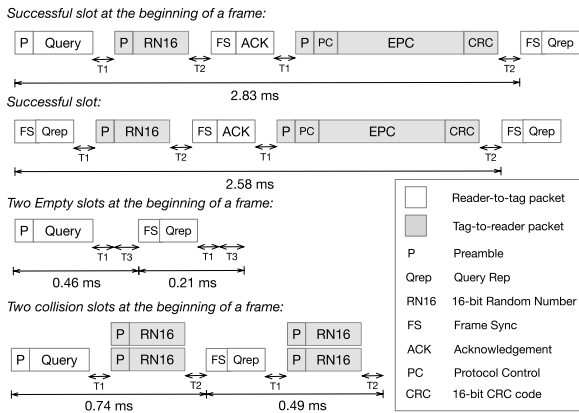 Successful slot at the beginning of a frame:
P Query P RN16 FS ACK P PC EPC CRC FS Qrep
T1 T2 T1 T2
2.83 ms
Successful slot:
FS Qrep P RN16 FS ACK P PC EPC CRC FS Qrep
T1 T2 T1 T2
2.58 ms
Two Empty slots at the beginning of a frame:
P Query FS Qrep
T1 T3 T1 T3
0.46 ms 0.21 ms
Two collision slots at the beginning of a frame:
P RN16 P RN16
P Query P RN16 FS Qrep P RN16
T1 T2 T1 T2
0.74 ms 0.49 ms
Reader-to-tag packet
Tag-to-reader packet
P Preamble
Qrep Query Rep
RN16 16-bit Random Number
FS Frame Sync
ACK Acknowledgement
PC Protocol Control
CRC 16-bit CRC code